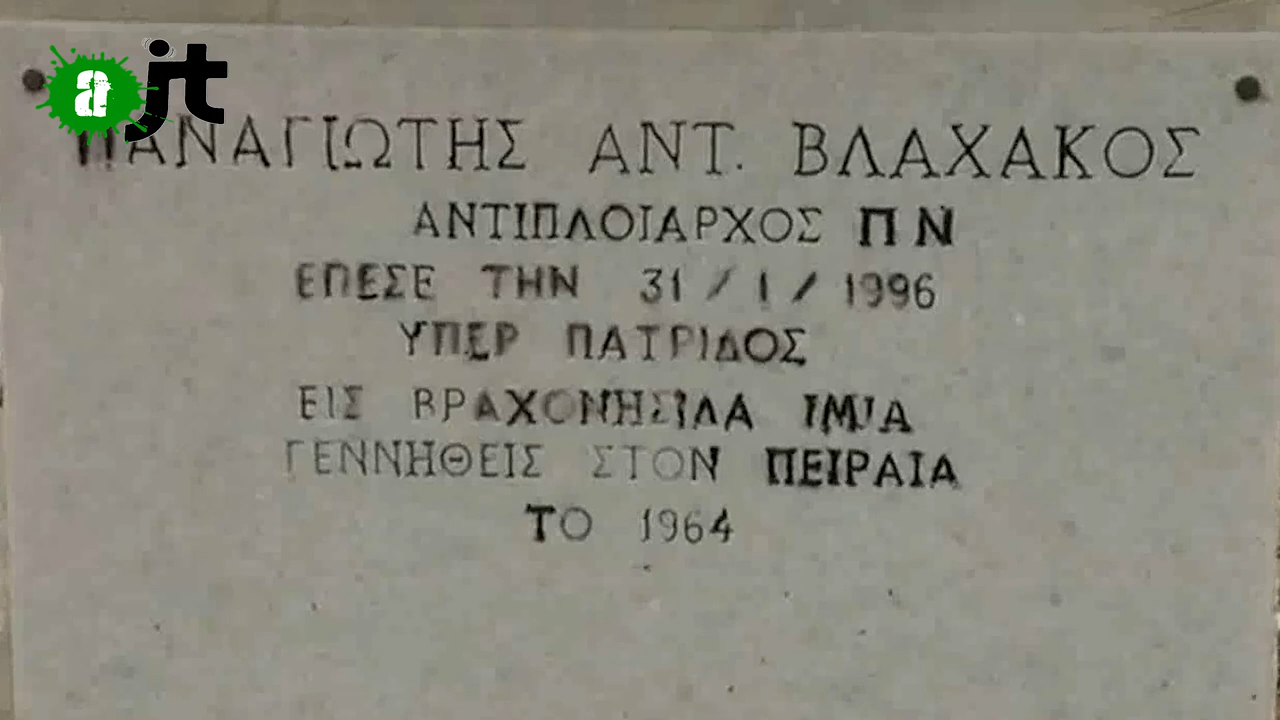 a jt
ΠΑΝΑΓΙΩΤΗΣ ΑΝΤ. ΒΛΑΧΑΚΟΣ
ΑΝΤΙΠΛΟΙΑΡΧΟΣ ΠΝ
ΕΠΕΣΕ ΤΗΝ 31/1/1996
ΥΠΕΡ ΠΑΤΡΙΔΟΣ
ΕΙΣ ΒΡΑΧΟΝΗΣΙΔΑ ΙΜΙΑ
ΓΕΝΝΗΘΕΙΣ ΣΤΟΝ ΠΕΙΡΑΙΑ
ΤΟ 1964